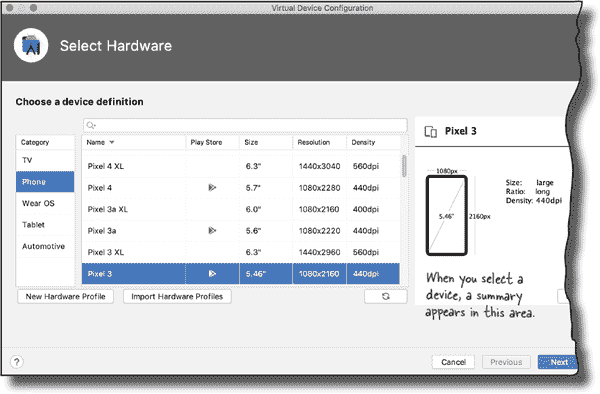 Virtual Device Configuration
Select Hardware
Choose a device definition
Category
TV
Phone
Wear OS
Tablet
Automotive
Name Play Store Size Resolution Density
Pixel 4 XL 6.3" 1440x3040 560dpi
Pixel 4 5.7" 1080x2280 440dpi
Pixel 3a XL 6.0" 1080x2160 400dpi
Pixel 3a 5.6" 1080x2220 440dpi
Pixel 3 XL 6.3" 1440x2960 560dpi
Pixel 3 5.46" 1080x2160 440dpi
New Hardware Profile Import Hardware Profiles
Pixel 3
1080px
5.46"
2160px
Size: large
Ratio: long
Density: 440dpi
When you select a
device, a summary
appears in this area.
? Cancel Previous Next